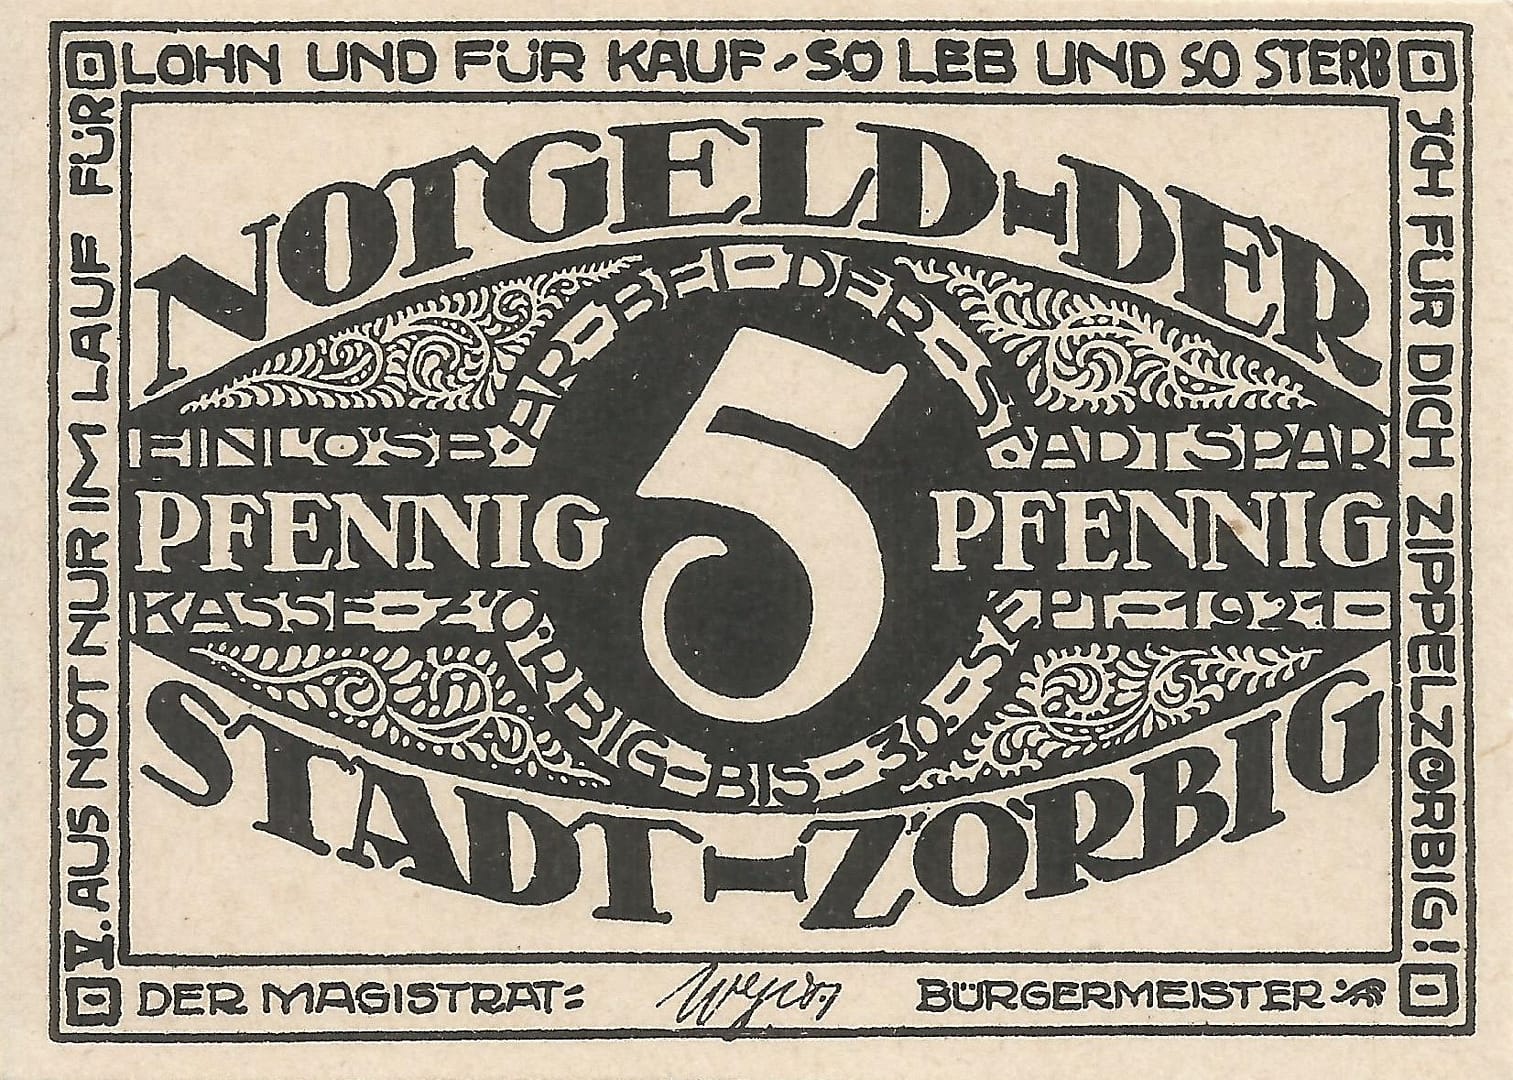 V. AUS NOT NUR IM LAUF FÜR
LOHN UND FÜR KAUF - SO LEB UND SO STERB
ICH FÜR DICH ZIPPELZÖRBIG!
NOTGELD-DER
EINLÖSBAR-BEI-DER-STADTSPAR
5
PFENNIG PFENNIG
KASSE-ZÖRBIG-BIS-30.-SEPT.-1921-
STADT-ZÖRBIG
DER MAGISTRAT: BÜRGERMEISTER